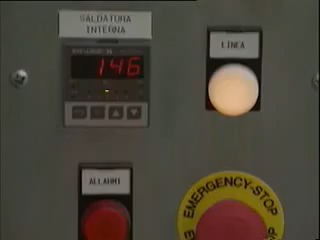 SALDATURA
INTERNA
LINEA
146
ALLARMI
EMERGENCY-STOP